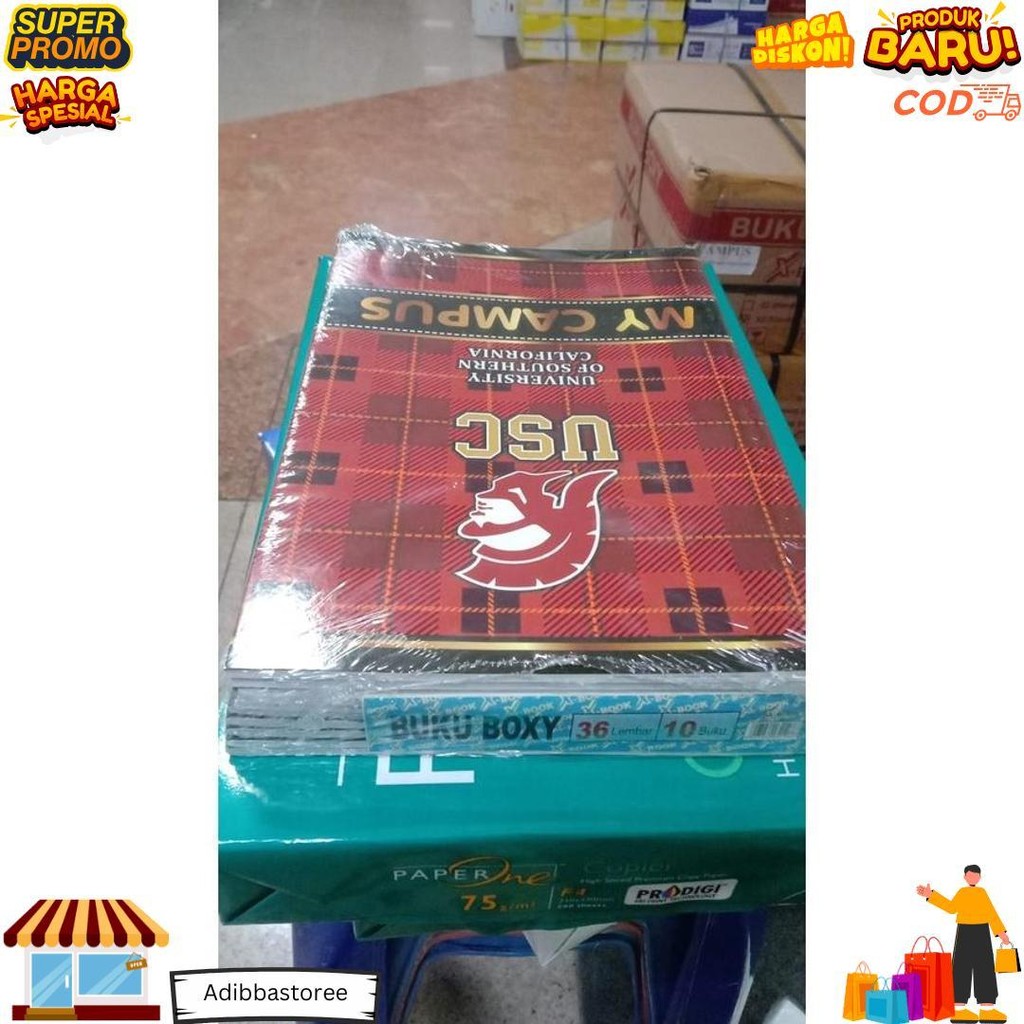 SUPER
PROMO
HARGA
SPESIAL
HARGA
DISKON!
PRODUK
BARU!
COD
BUKU
MY CAMPUS
UNIVERSITY
OF SOUTHERN
CALIFORNIA
USC
BUKU BOXY 36 Lembar 10 Buku
PAPER One
Copier
75 g/m²
F4
PRODIGI
OPEN
Adibbastoree